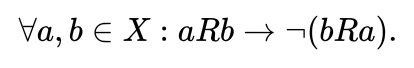 ∀a, b ∈ X : aRb → ¬(bRa).